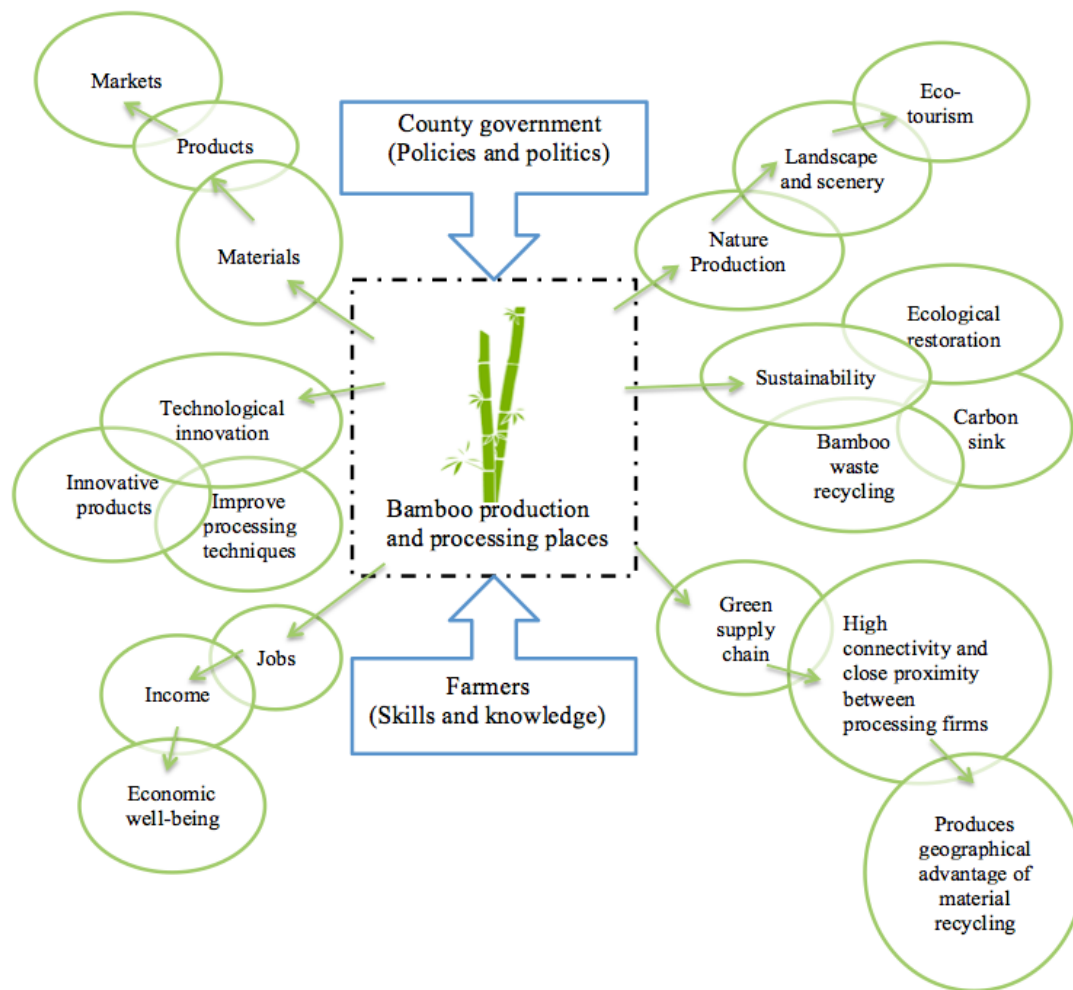 Markets
Products
Materials
County government
(Policies and politics)
Eco-
tourism
Landscape
and scenery
Nature
Production
Ecological
restoration
Sustainability
Carbon
sink
Bamboo
waste
recycling
Technological
innovation
Innovative
products
Improve
processing
techniques
Bamboo production
and processing places
Jobs
Income
Economic
well-being
Farmers
(Skills and knowledge)
Green
supply
chain
High
connectivity and
close proximity
between
processing firms
Produces
geographical
advantage of
material
recycling